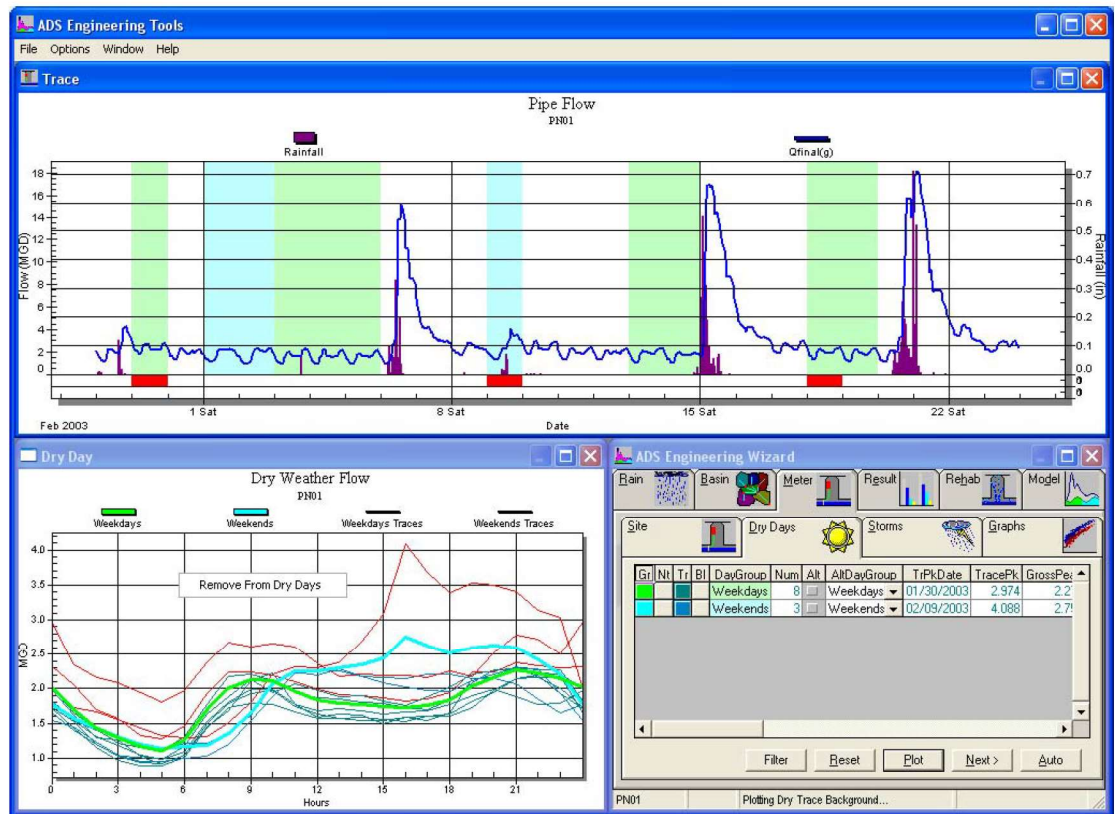 ADS Engineering Tools
File Options Window Help
Trace
Pipe Flow
PN01
Rainfall Qfinal(g)
18
16
14
12
10
8
6
4
2
0
Flow (MGD)
0.7
0.6
0.5
0.4
0.3
0.2
0.1
0.0
0
0
Rainfall (in)
1 Sat 8 Sat 15 Sat 22 Sat
Feb 2003 Date
Dry Day
Dry Weather Flow
PN01
Weekdays Weekends Weekdays Traces Weekends Traces
4.0
3.5
3.0
2.5
2.0
1.5
1.0
MGD
Remove From Dry Days
0 3 6 9 12 15 18 21
Hours
ADS Engineering Wizard
Rain Basin Meter Result Rehab Model
Site Dry Days Storms Graphs
Gr Nt Tr Bl DayGroup Num Alt AltDayGroup TrPkDate TracePk GrossPea
Weekdays 8 Weekdays 01/30/2003 2.974 2.2
Weekends 3 Weekends 02/09/2003 4.088 2.7
Filter Reset Plot Next > Auto
PN01 Plotting Dry Trace Background...